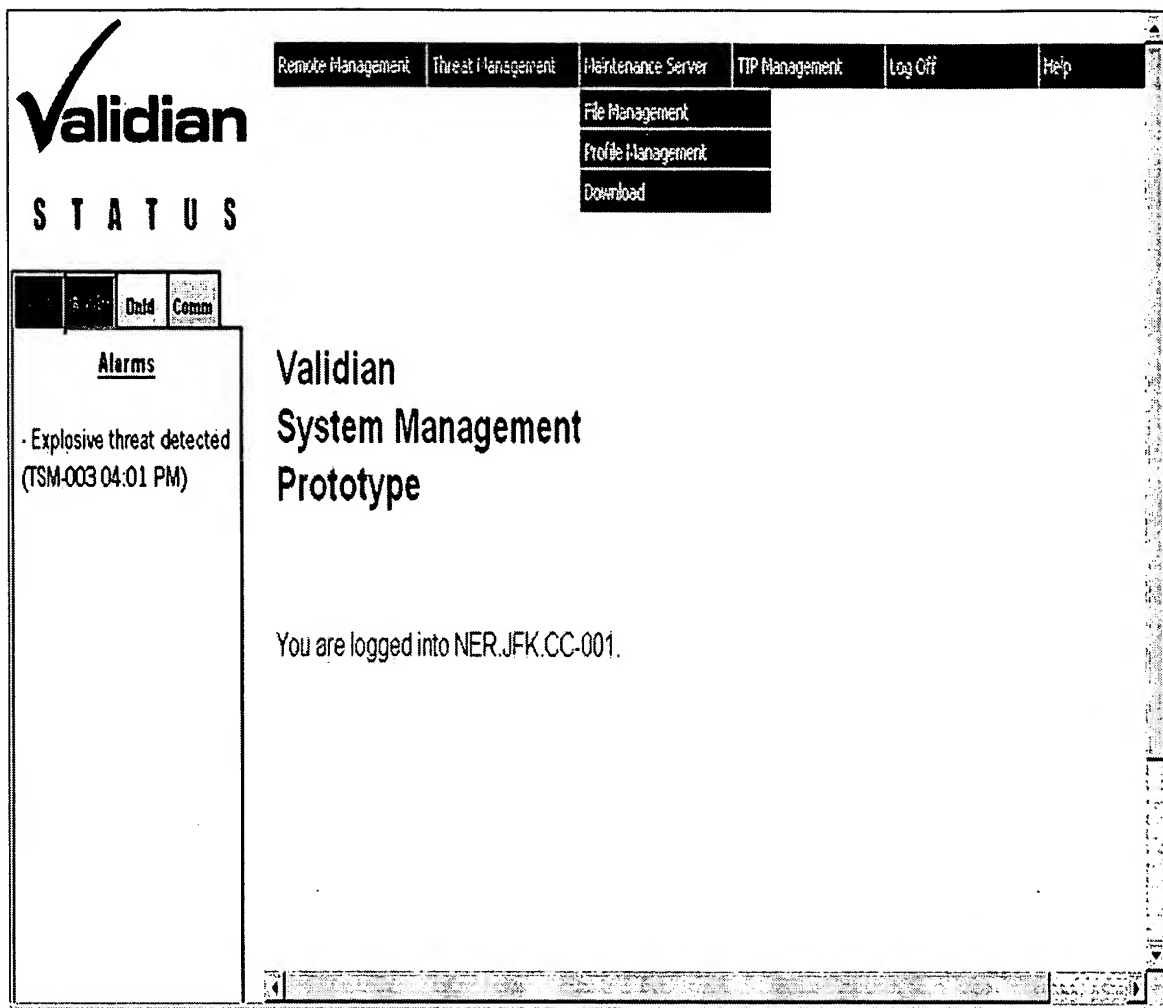 Validian
STATUS
Remote Management Threat Management Maintenance Server TIP Management Log Off Help
File Management
Profile Management
Download
Dnld Comm
Alarms
- Explosive threat detected
(TSM-003 04:01 PM)
Validian
System Management
Prototype
You are logged into NER.JFK.CC-001.